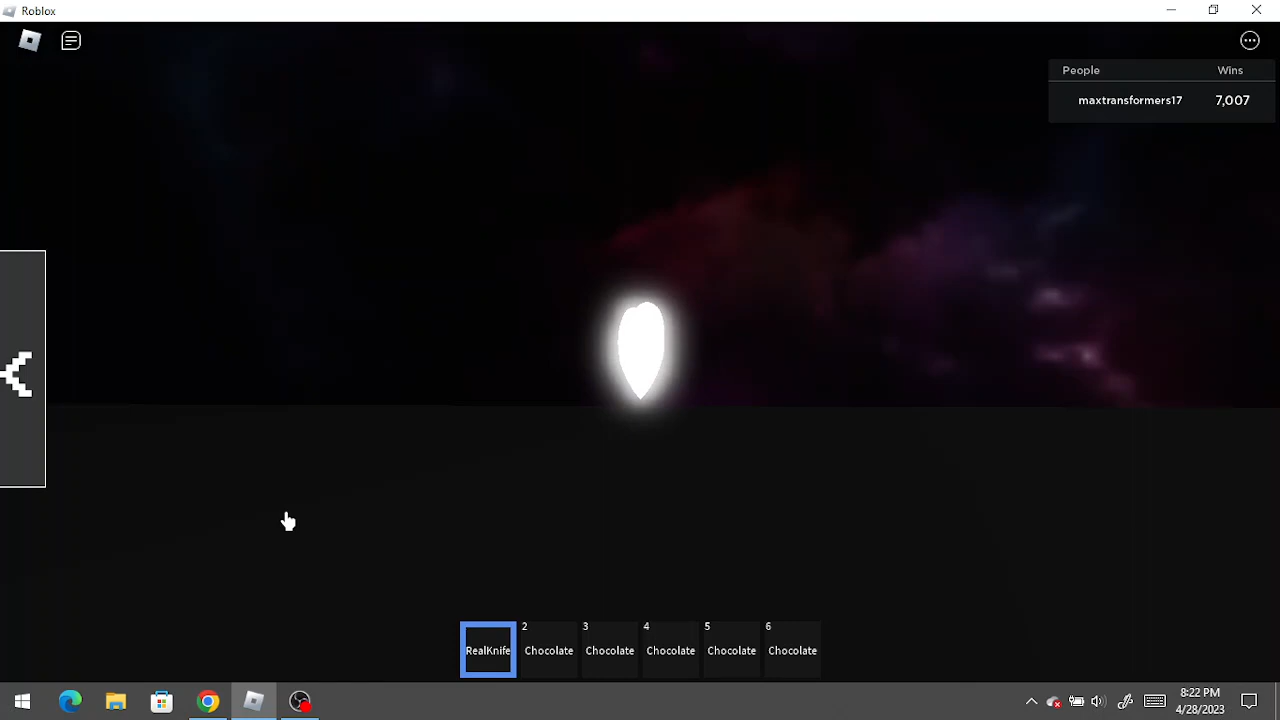 Roblox
People Wins
maxtransformers17 7,007
2 3 4 5 6
RealKnife Chocolate Chocolate Chocolate Chocolate Chocolate
8:22 PM
4/28/2023